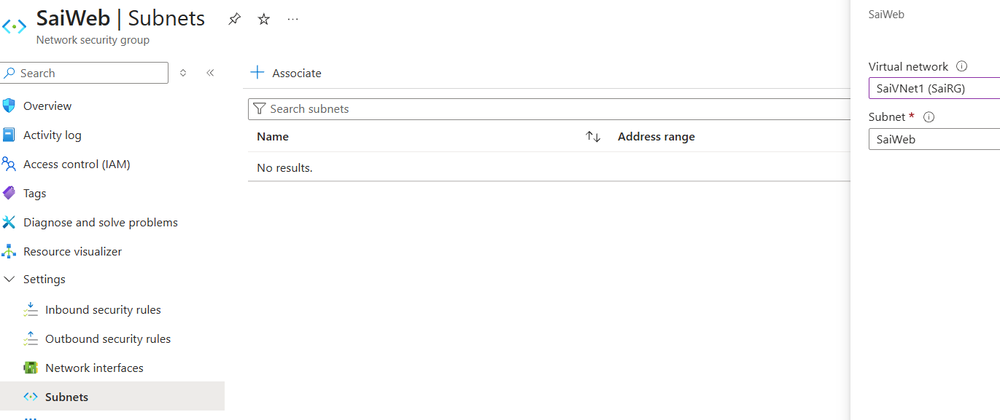 SaiWeb | Subnets
Network security group
Search
Overview
Activity log
Access control (IAM)
Tags
Diagnose and solve problems
Resource visualizer
Settings
Inbound security rules
Outbound security rules
Network interfaces
Subnets
Associate
Search subnets
Name
Address range
No results.
SaiWeb
Virtual network
SaiVNet1 (SaiRG)
Subnet *
SaiWeb